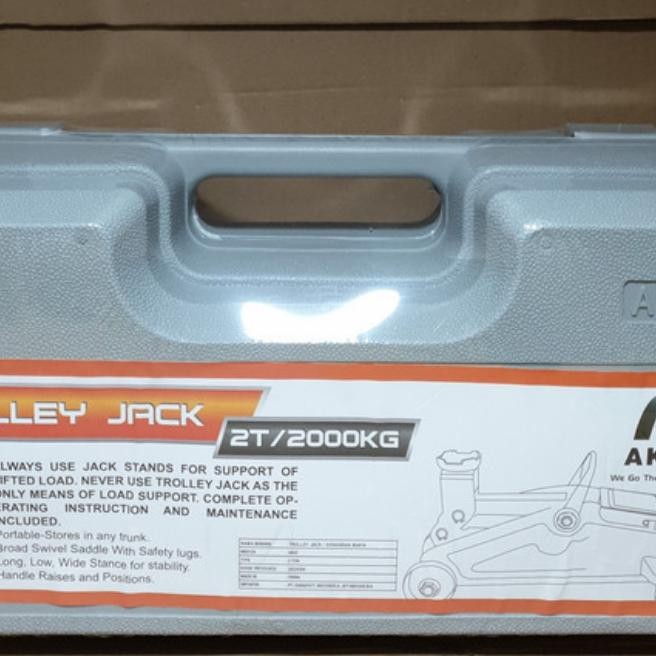 LLEY JACK
2T/2000KG
LWAYS USE JACK STANDS FOR SUPPORT OF
IFTED LOAD. NEVER USE TROLLEY JACK AS THE
ONLY MEANS OF LOAD SUPPORT. COMPLETE OP-
ERATING INSTRUCTION AND MAINTENANCE
NCLUDED.
Portable-Stores in any trunk.
Broad Swivel Saddle With Safety lugs.
Long, Low, Wide Stance for stability.
Handle Raises and Positions.
A
AK
We Go The